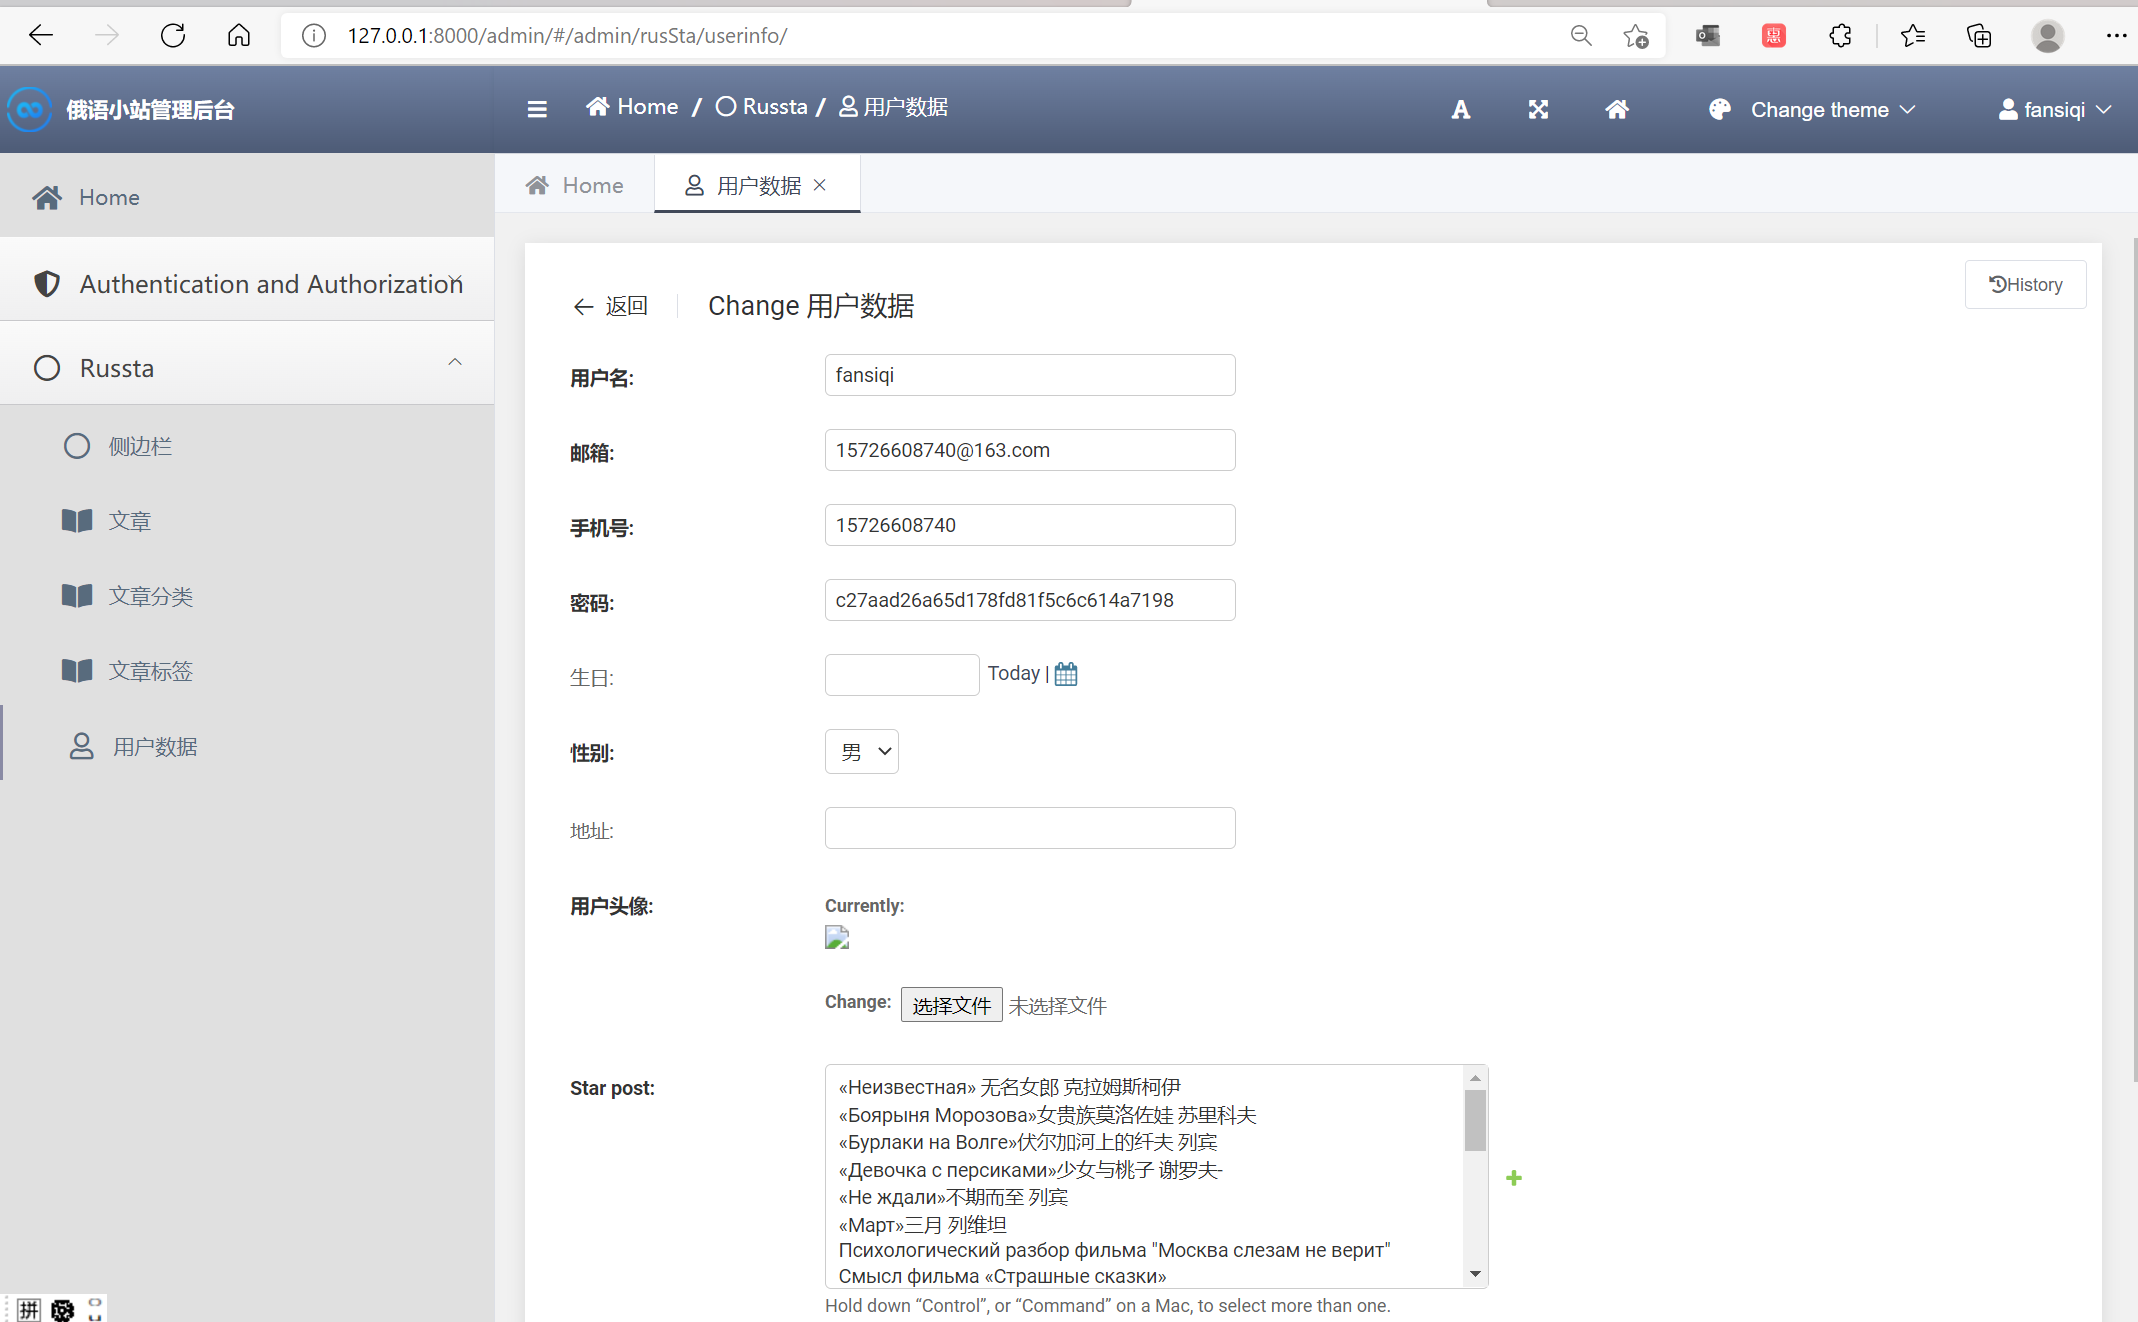 127.0.0.1:8000/admin/#/admin/rusSta/userinfo/
惠
俄语小站管理后台
Home / Russta / 用户数据
A
Change theme
fansiqi
Home
用户数据
Home
Authentication and Authorization
Russta
侧边栏
文章
文章分类
文章标签
用户数据
返回
Change 用户数据
History
用户名:
fansiqi
邮箱:
15726608740@163.com
手机号:
15726608740
密码:
c27aad26a65d178fd81f5c6c614a7198
生日:
Today |
性别:
男
地址:
用户头像:
Currently:
Change: 选择文件 未选择文件
Star post:
«Неизвестная» 无名女郎 克拉姆斯柯伊
«Боярыня Морозова»女贵族莫洛佐娃 苏里科夫
«Бурлаки на Волге»伏尔加河上的纤夫 列宾
«Девочка с персиками»少女与桃子 谢罗夫-
«Не ждали»不期而至 列宾
«Март»三月 列维坦
Психологический разбор фильма "Москва слезам не верит"
Смысл фильма «Страшные сказки»
Hold down “Control”, or “Command” on a Mac, to select more than one.
拼